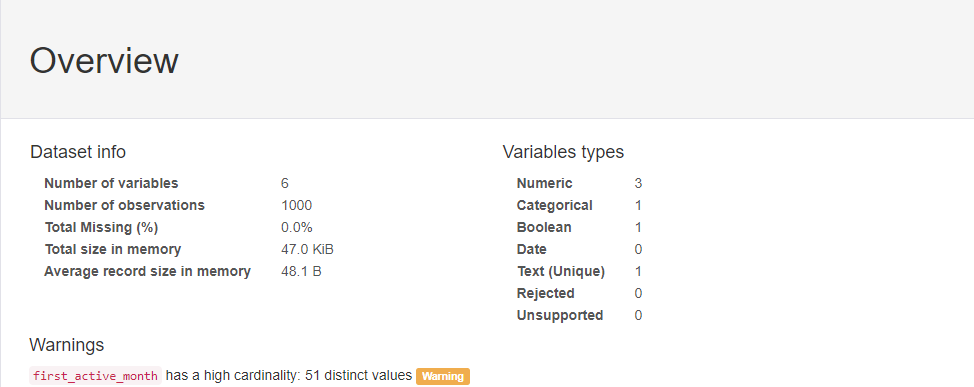 Overview
Dataset info
Number of variables 6
Number of observations 1000
Total Missing (%) 0.0%
Total size in memory 47.0 KiB
Average record size in memory 48.1 B
Variables types
Numeric 3
Categorical 1
Boolean 1
Date 0
Text (Unique) 1
Rejected 0
Unsupported 0
Warnings
first_active_month has a high cardinality: 51 distinct values Warning